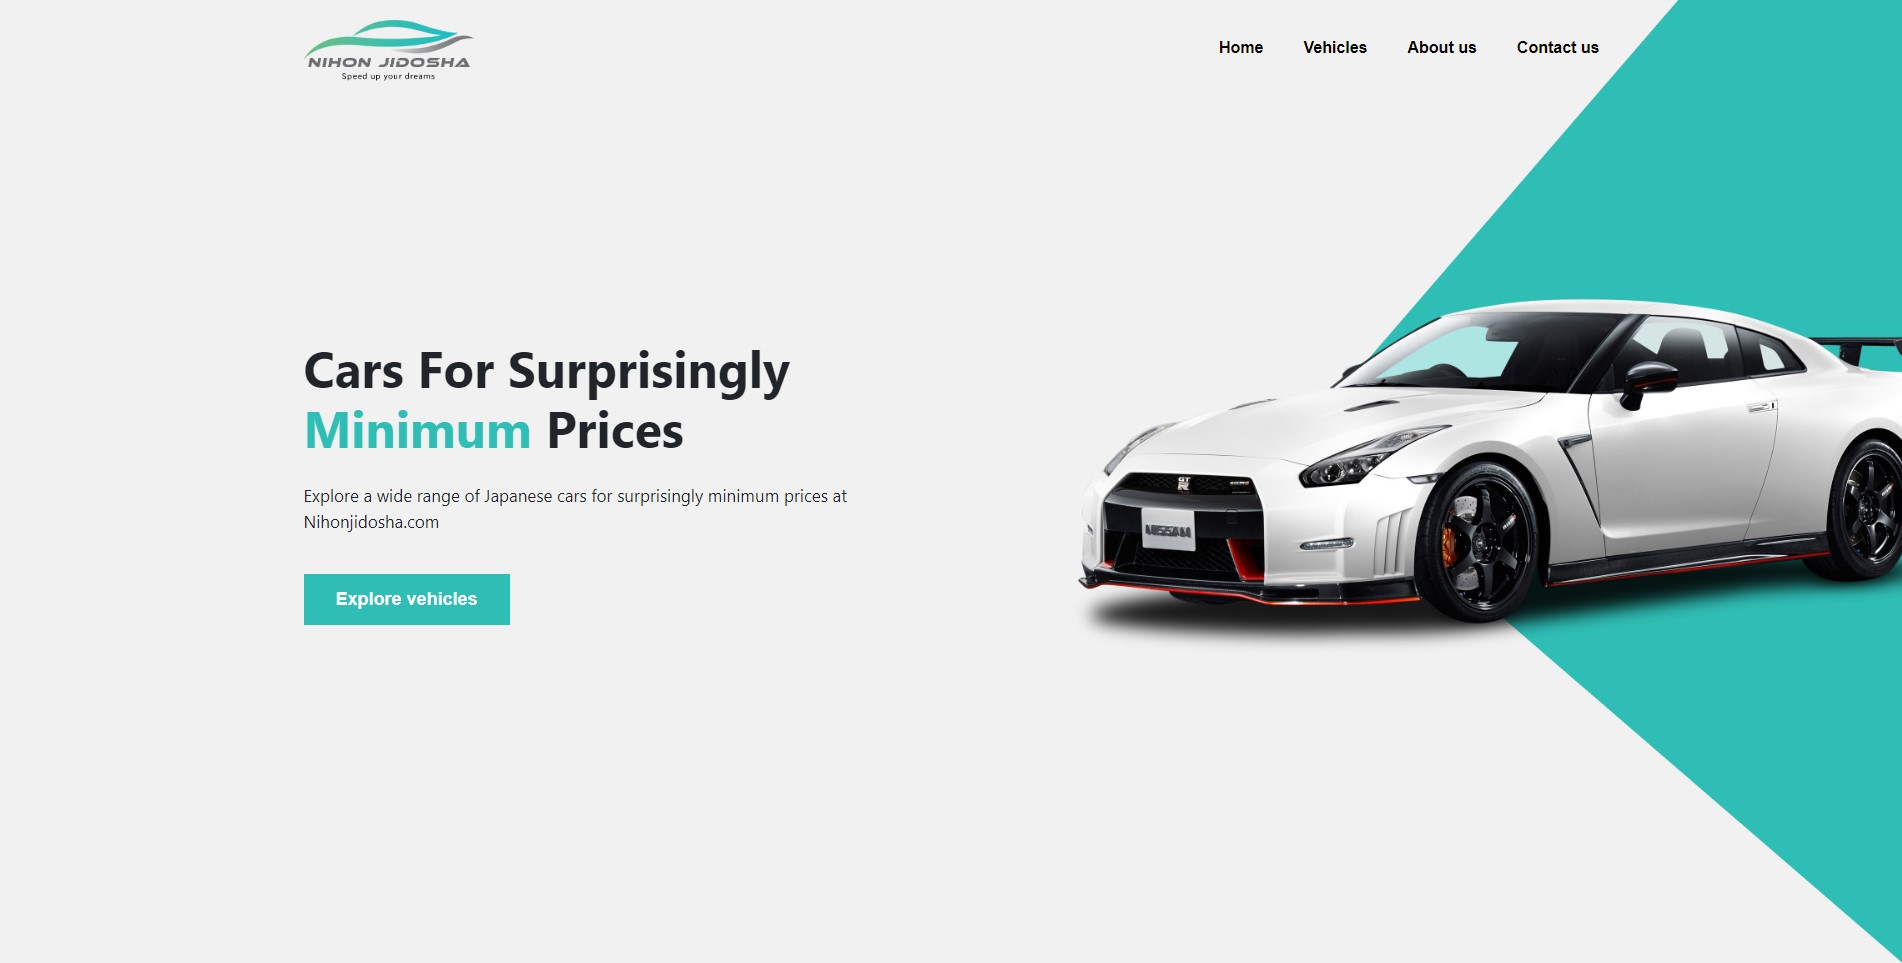 NIHON JIDOSHA
Speed up your dreams
Home Vehicles About us Contact us
Cars For Surprisingly
Minimum Prices
Explore a wide range of Japanese cars for surprisingly minimum prices at
Nihonjidosha.com
Explore vehicles
GT
R
NISSAN